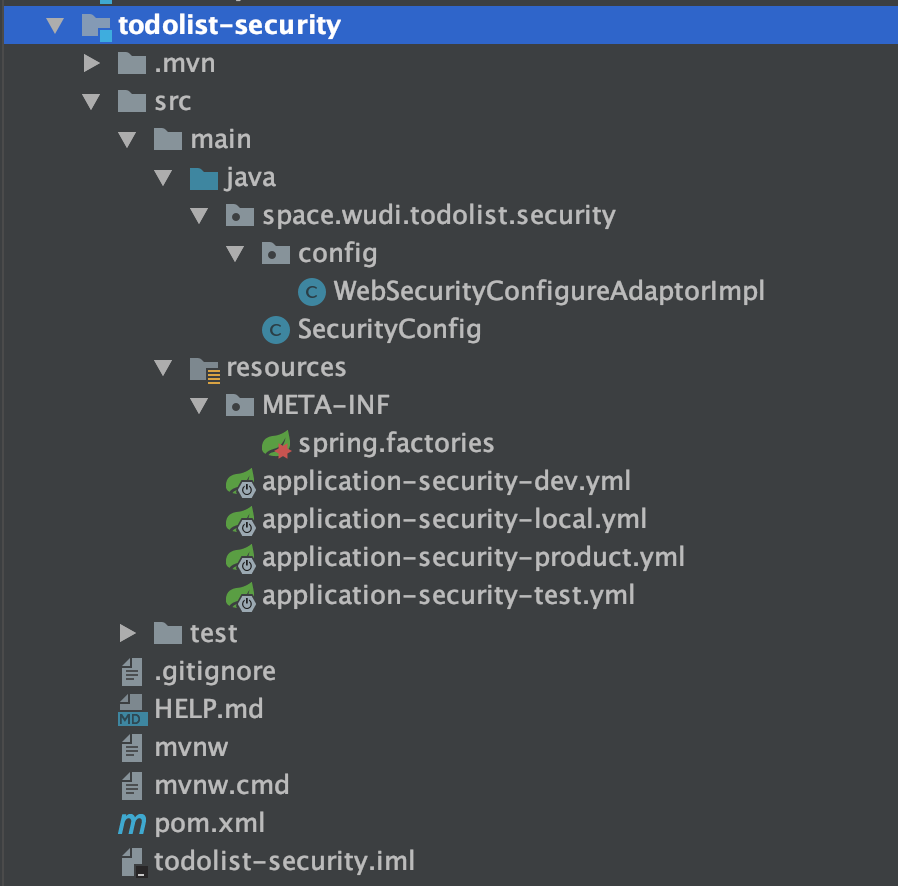 todolist-security
.mvn
src
main
java
space.wudi.todolist.security
config
C WebSecurityConfigureAdaptorImpl
C SecurityConfig
resources
META-INF
spring.factories
application-security-dev.yml
application-security-local.yml
application-security-product.yml
application-security-test.yml
test
.gitignore
MD HELP.md
mvnw
mvnw.cmd
m pom.xml
todolist-security.iml